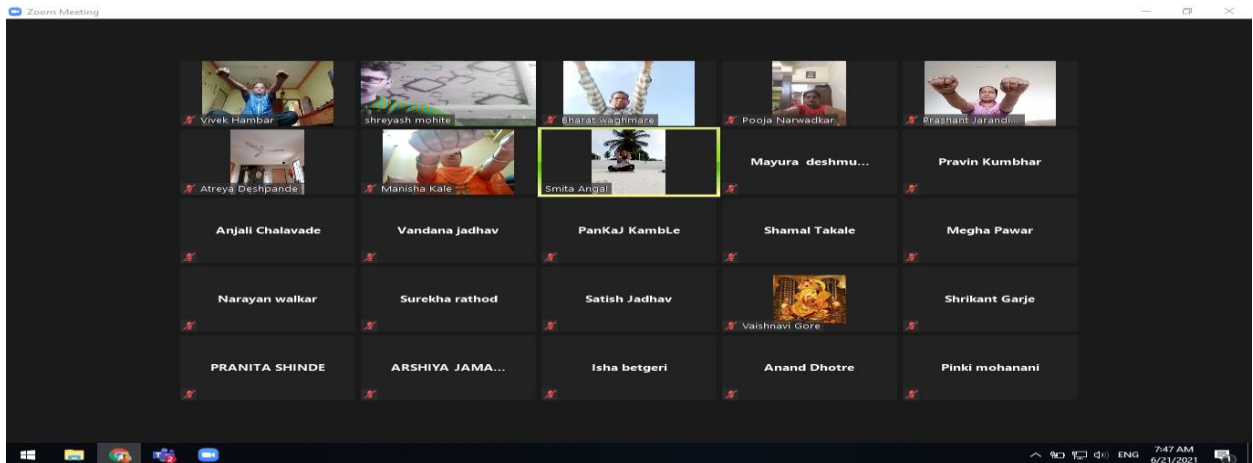 Zoom Meeting
Vivek Hambar
shreyash mohite
Bharat waghmare
Pooja Narwadkar
Prashant Jarandi...
Atreya Deshpande
Manisha Kale
Smita Angal
Mayura deshmu...
Pravin Kumbhar
Anjali Chalavade
Vandana jadhav
PanKaJ KambLe
Shamal Takale
Megha Pawar
Narayan walkar
Surekha rathod
Satish Jadhav
Vaishnavi Gore
Shrikant Garje
PRANITA SHINDE
ARSHIYA JAMA...
Isha betgeri
Anand Dhotre
Pinki mohanani
ENG
7:47 AM
6/21/2021